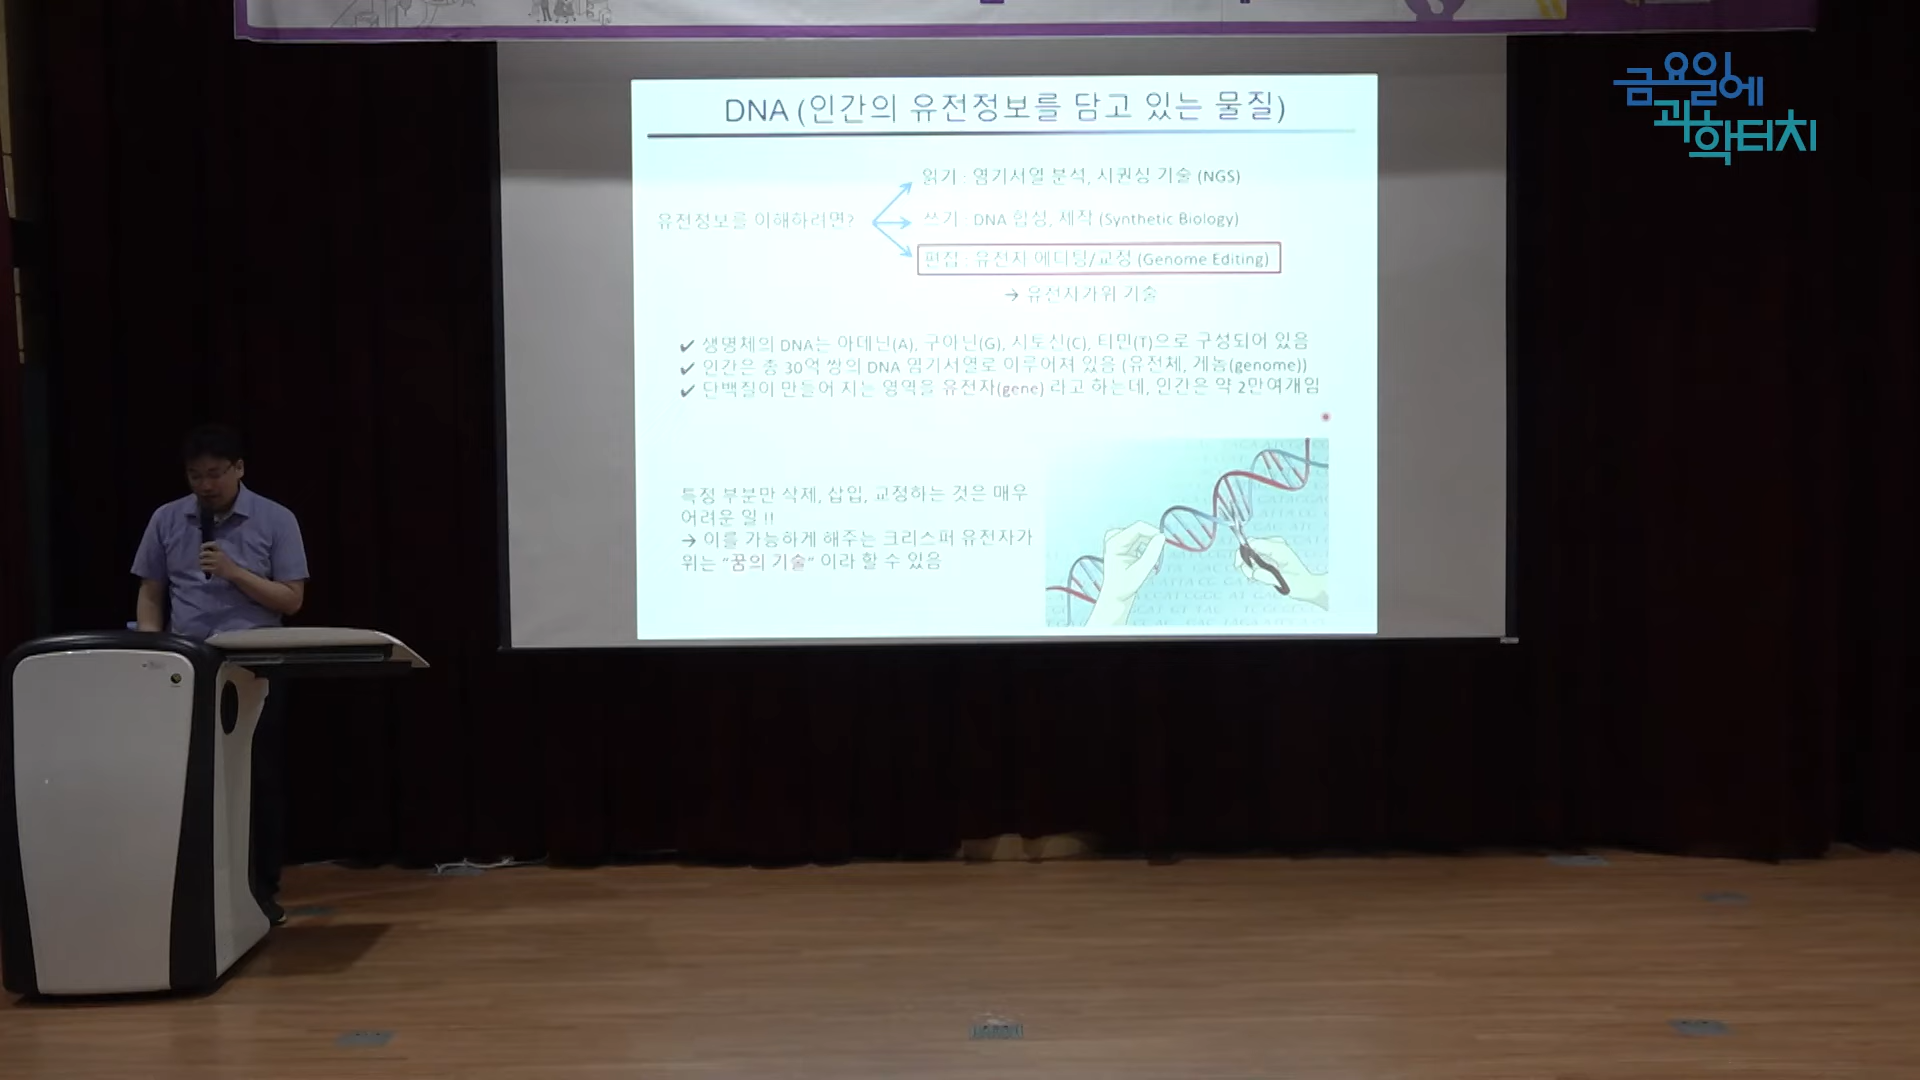 금요일에
과학터치
DNA (인간의 유전정보를 담고 있는 물질)
읽기 : 염기서열 분석, 시퀀싱 기술 (NGS)
유전정보를 이해하려면?
쓰기 : DNA 합성, 제작 (Synthetic Biology)
편집 : 유전자 에디팅/교정 (Genome Editing)
→ 유전자가위 기술
✓ 생명체의 DNA는 아데닌(A), 구아닌(G), 시토신(C), 티민(T)으로 구성되어 있음
✓ 인간은 총 30억 쌍의 DNA 염기서열로 이루어져 있음 (유전체, 게놈(genome))
✓ 단백질이 만들어 지는 영역을 유전자(gene) 라고 하는데, 인간은 약 2만여개임
특정 부분만 삭제, 삽입, 교정하는 것은 매우
어려운 일 !!
→ 이를 가능하게 해주는 크리스퍼 유전자가
위는 “꿈의 기술” 이라 할 수 있음